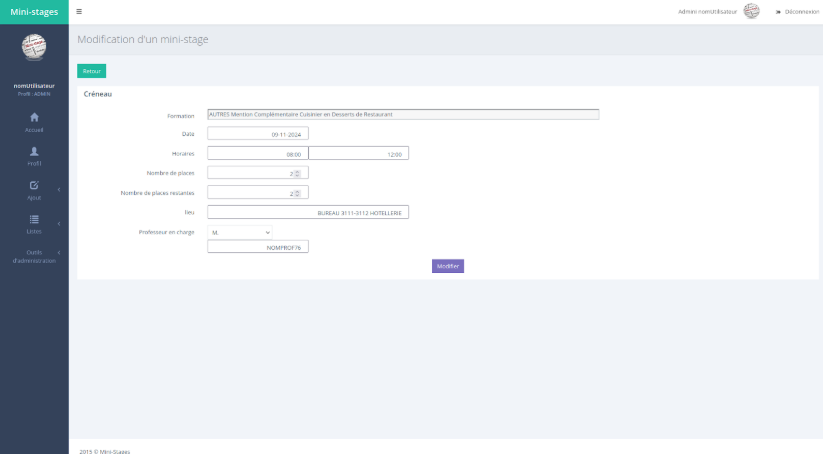 Mini-stages
Admini nomUtilisateur
Déconnexion
Modification d'un mini-stage
nomUtilisateur
Profil : ADMIN
Accueil
Profil
Ajout
Listes
Outils
d'administration
Retour
Créneau
Formation AUTRES Mention Complémentaire Cuisinier en Desserts de Restaurant
Date 09-11-2024
Horaires 08:00 12:00
Nombre de places 2
Nombre de places restantes 2
lieu BUREAU 3111-3112 HOTELLERIE
Professeur en charge M.
NOMPROF76
Modifier
2015 © Mini-Stages